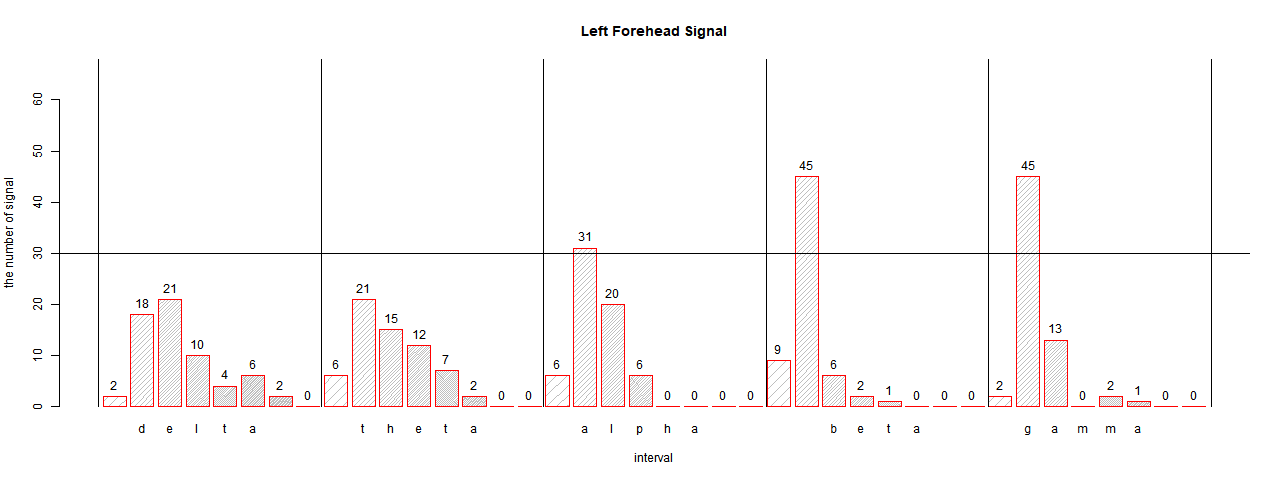 Left Forehead Signal
the number of signal
60
50
40
30
20
10
0
2 18 21 10 4 6 2 0
6 21 15 12 7 2 0 0
6 31 20 6 0 0 0 0
9 45 6 2 1 0 0 0
2 45 13 0 2 1 0 0
d e l t a t h e t a a l p h a b e t a g a m m a
interval